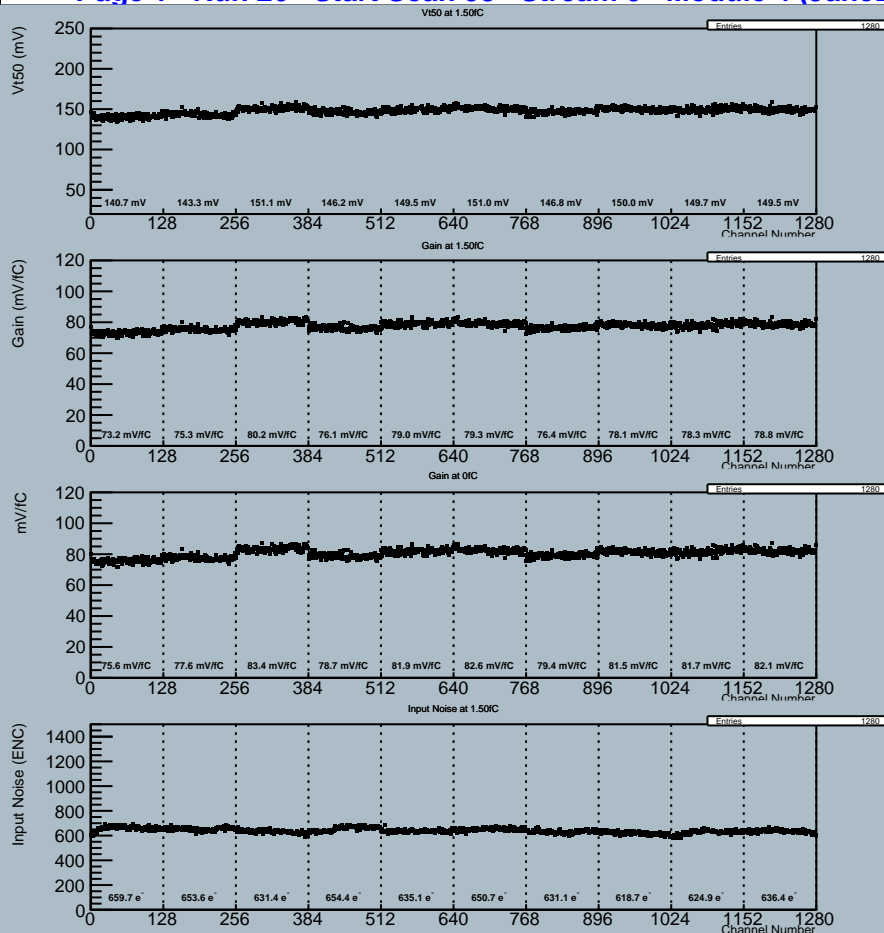 Vt50 at 1.50fC
Entries 1280
Vt50 (mV)
250
200
150
100
50
140.7 mV 143.3 mV 151.1 mV 146.2 mV 149.5 mV 151.0 mV 146.8 mV 150.0 mV 149.7 mV 149.5 mV
0 128 256 384 512 640 768 896 1024 1152 1280
Channel Number
Gain at 1.50fC
Entries 1280
Gain (mV/fC)
120
100
80
60
40
20
0
73.2 mV/fC 75.3 mV/fC 80.2 mV/fC 76.1 mV/fC 79.0 mV/fC 79.3 mV/fC 76.4 mV/fC 78.1 mV/fC 78.3 mV/fC 78.8 mV/fC
0 128 256 384 512 640 768 896 1024 1152 1280
Channel Number
Gain at 0fC
Entries 1280
mV/fC
120
100
80
60
40
20
0
75.6 mV/fC 77.6 mV/fC 83.4 mV/fC 78.7 mV/fC 81.9 mV/fC 82.6 mV/fC 79.4 mV/fC 81.5 mV/fC 81.7 mV/fC 82.1 mV/fC
0 128 256 384 512 640 768 896 1024 1152 1280
Channel Number
Input Noise at 1.50fC
Entries 1280
Input Noise (ENC)
1400
1200
1000
800
600
400
200
0
659.7 e⁻ 653.6 e⁻ 631.4 e⁻ 654.4 e⁻ 635.1 e⁻ 650.7 e⁻ 631.1 e⁻ 618.7 e⁻ 624.9 e⁻ 636.4 e⁻
0 128 256 384 512 640 768 896 1024 1152 1280
Channel Number